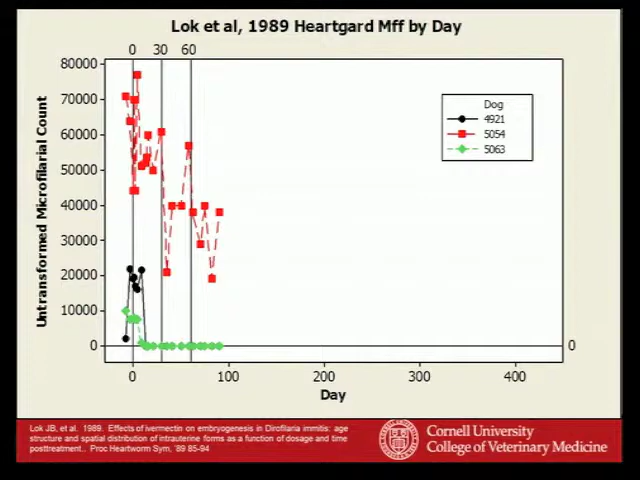 Lok et al, 1989 Heartgard Mff by Day
0 30 60
80000
70000
60000
50000
40000
30000
20000
10000
0
Untransformed Microfilarial Count
Dog
4921
5054
5063
0
0 100 200 300 400
Day
Lok JB, et al. 1989. Effects of ivermectin on embryogenesis in Dirofilaria immitis: age
structure and spatial distribution of intrauterine forms as a function of dosage and time
posttreatment.. Proc Heartworm Sym, '89 85-94
Cornell University
College of Veterinary Medicine